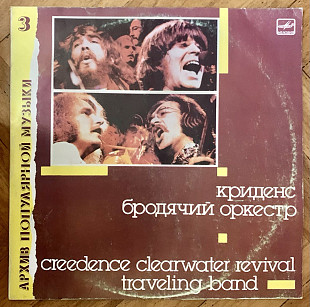 3
АРХИВ ПОПУЛЯРНОЙ МУЗЫКИ
криденс
бродячий оркестр
creedence clearwater revival
traveling band